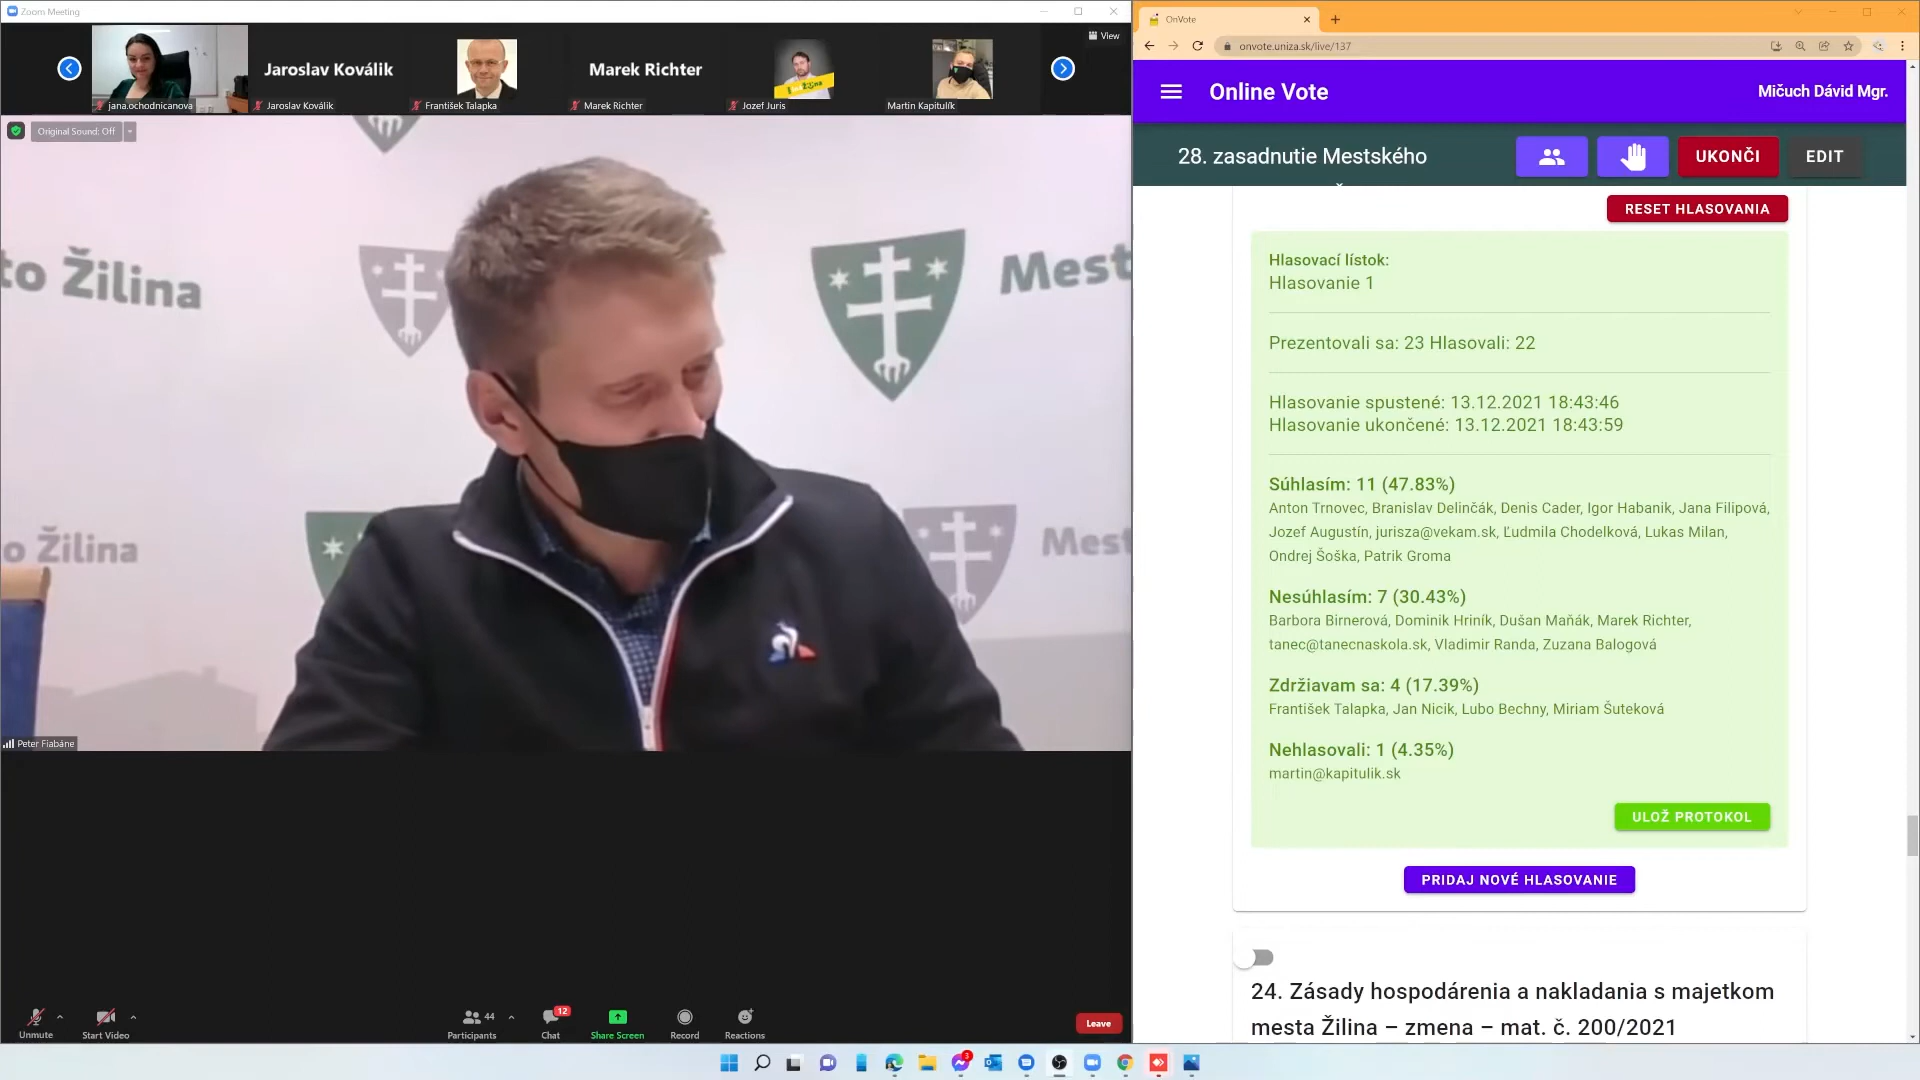 Zoom Meeting
View
Jaroslav Koválik
Marek Richter
jana.ochodnicanova
Jaroslav Koválik
František Talapka
Marek Richter
Jozef Juris
Martin Kapitulík
Original Sound: Off
to Žilina
Mest
o Žilina
Mest
Peter Fiabáne
Unmute
Start Video
44
Participants
12
Chat
Share Screen
Record
Reactions
Leave
OnVote
onvote.uniza.sk/live/137
Online Vote
Mičuch Dávid Mgr.
28. zasadnutie Mestského
UKONČI
EDIT
RESET HLASOVANIA
Hlasovací lístok:
Hlasovanie 1
Prezentovali sa: 23 Hlasovali: 22
Hlasovanie spustené: 13.12.2021 18:43:46
Hlasovanie ukončené: 13.12.2021 18:43:59
Súhlasím: 11 (47.83%)
Anton Trnovec, Branislav Delinčák, Denis Cader, Igor Habanik, Jana Filipová,
Jozef Augustín, jurisza@vekam.sk, Ľudmila Chodelková, Lukas Milan,
Ondrej Šoška, Patrik Groma
Nesúhlasím: 7 (30.43%)
Barbora Birnerová, Dominik Hriník, Dušan Maňák, Marek Richter,
tanec@tanecnaskola.sk, Vladimir Randa, Zuzana Balogová
Zdržiavam sa: 4 (17.39%)
František Talapka, Jan Nicik, Lubo Bechny, Miriam Šuteková
Nehlasovali: 1 (4.35%)
martin@kapitulik.sk
ULOŽ PROTOKOL
PRIDAJ NOVÉ HLASOVANIE
24. Zásady hospodárenia a nakladania s majetkom
mesta Žilina – zmena – mat. č. 200/2021
3